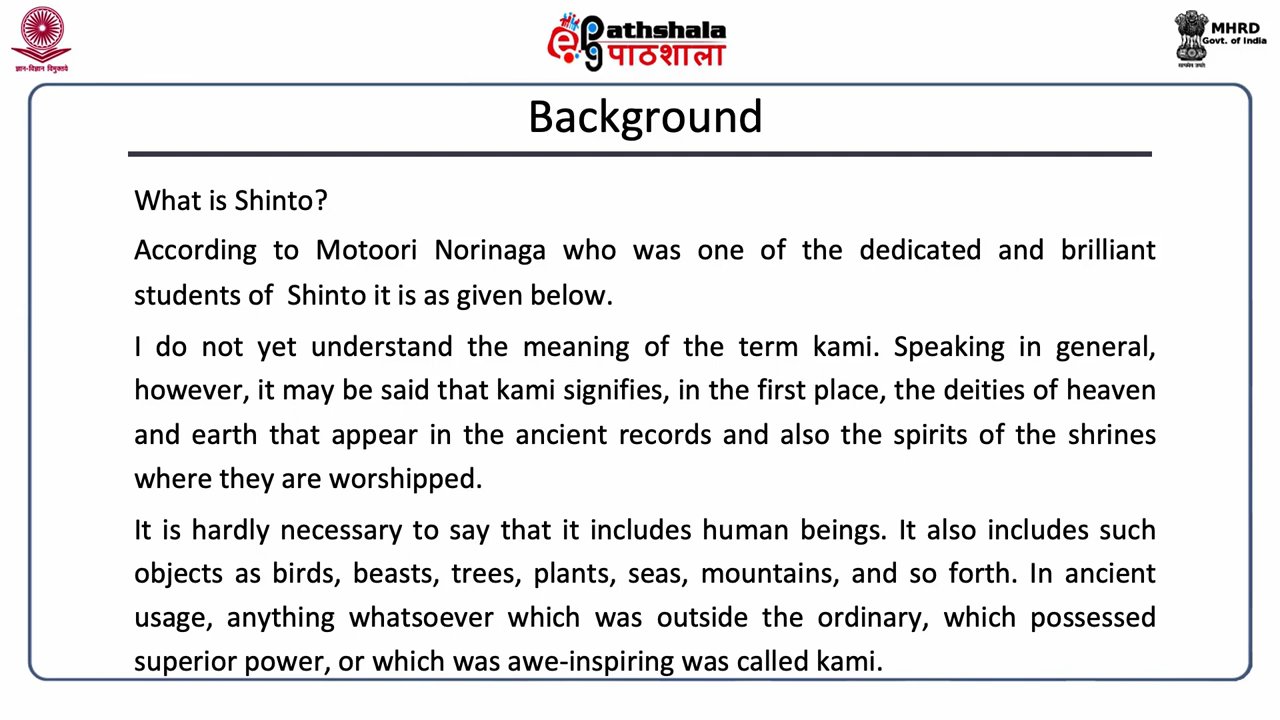 ज्ञान-विज्ञान विमुक्तये
ePG Pathshala
पाठशाला
MHRD
Govt. of India
सत्यमेव जयते
Background
What is Shinto?
According to Motoori Norinaga who was one of the dedicated and brilliant
students of Shinto it is as given below.
I do not yet understand the meaning of the term kami. Speaking in general,
however, it may be said that kami signifies, in the first place, the deities of heaven
and earth that appear in the ancient records and also the spirits of the shrines
where they are worshipped.
It is hardly necessary to say that it includes human beings. It also includes such
objects as birds, beasts, trees, plants, seas, mountains, and so forth. In ancient
usage, anything whatsoever which was outside the ordinary, which possessed
superior power, or which was awe-inspiring was called kami.